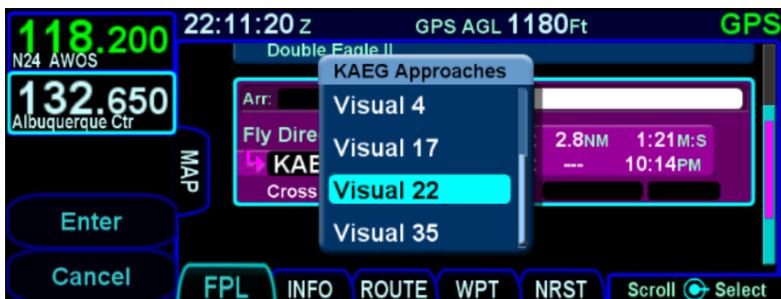 118.200
N24 AWOS
132.650
Albuquerque Ctr
Enter
Cancel
22:11:20 Z GPS AGL 1180Ft GPS
Double Eagle II
KAEG Approaches
Visual 4
Visual 17
Visual 22
Visual 35
Arr:
Fly Dire
2.8NM 1:21M:S
KAE
--- 10:14PM
Cross
MAP
FPL INFO ROUTE WPT NRST Scroll Select